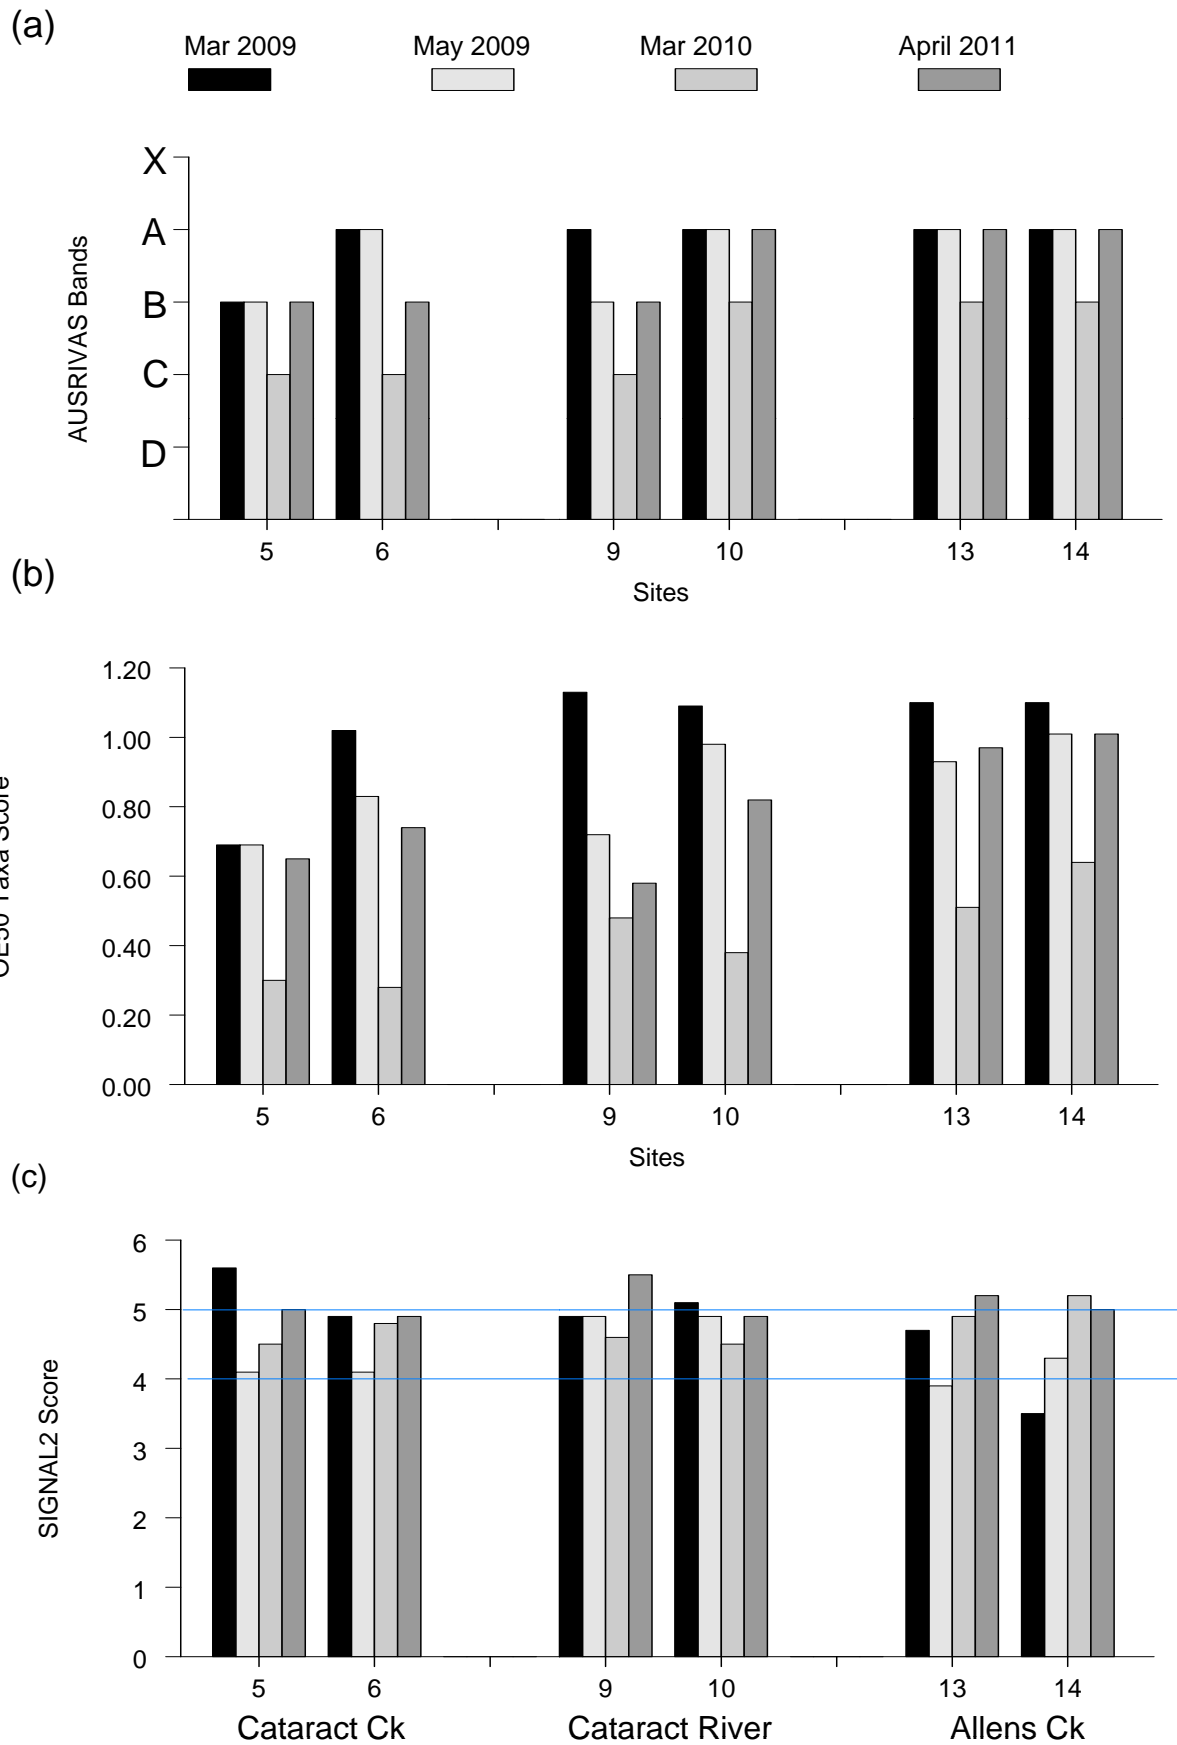 (a)
Mar 2009 May 2009 Mar 2010 April 2011
X
A
B
C
D
AUSRIVAS Bands
5 6 9 10 13 14
Sites
(b)
1.20
1.00
0.80
0.60
0.40
0.20
0.00
OE50 Taxa Score
5 6 9 10 13 14
Sites
(c)
6
5
4
3
2
1
0
SIGNAL2 Score
5 6 9 10 13 14
Cataract Ck Cataract River Allens Ck